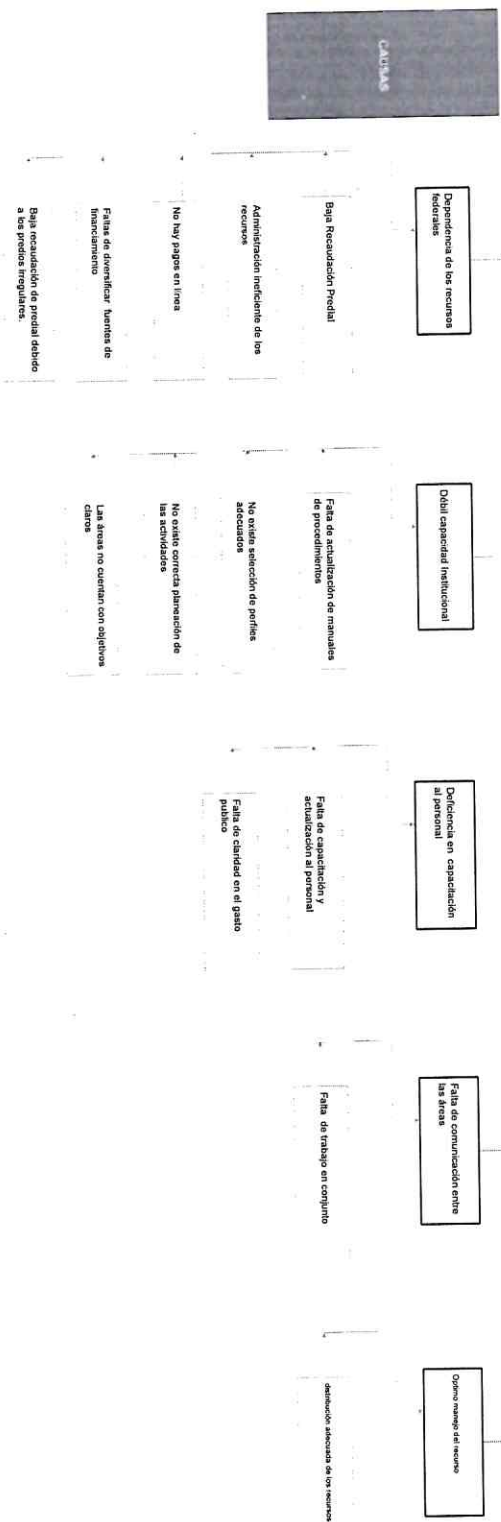 CAUSAS
Dependencia de los recursos
federales
Baja Recaudación Predial
Administración ineficiente de los
recursos
No hay pagos en línea
Faltas de diversificar fuentes de
financiamiento
Baja recaudación de predial debido
a los predios irregulares.
Débil capacidad Institucional
Falta de actualización de manuales
de procedimientos
No existe selección de perfiles
adecuados
No existe correcta planeación de
las actividades
Las áreas no cuentan con objetivos
claros
Deficiencia en capacitación
al personal
Falta de capacitación y
actualización al personal
Falta de claridad en el gasto
publico
Falta de comunicación entre
las áreas
Falta de trabajo en conjunto
Optimo manejo del recurso
distribución adecuada de los recursos